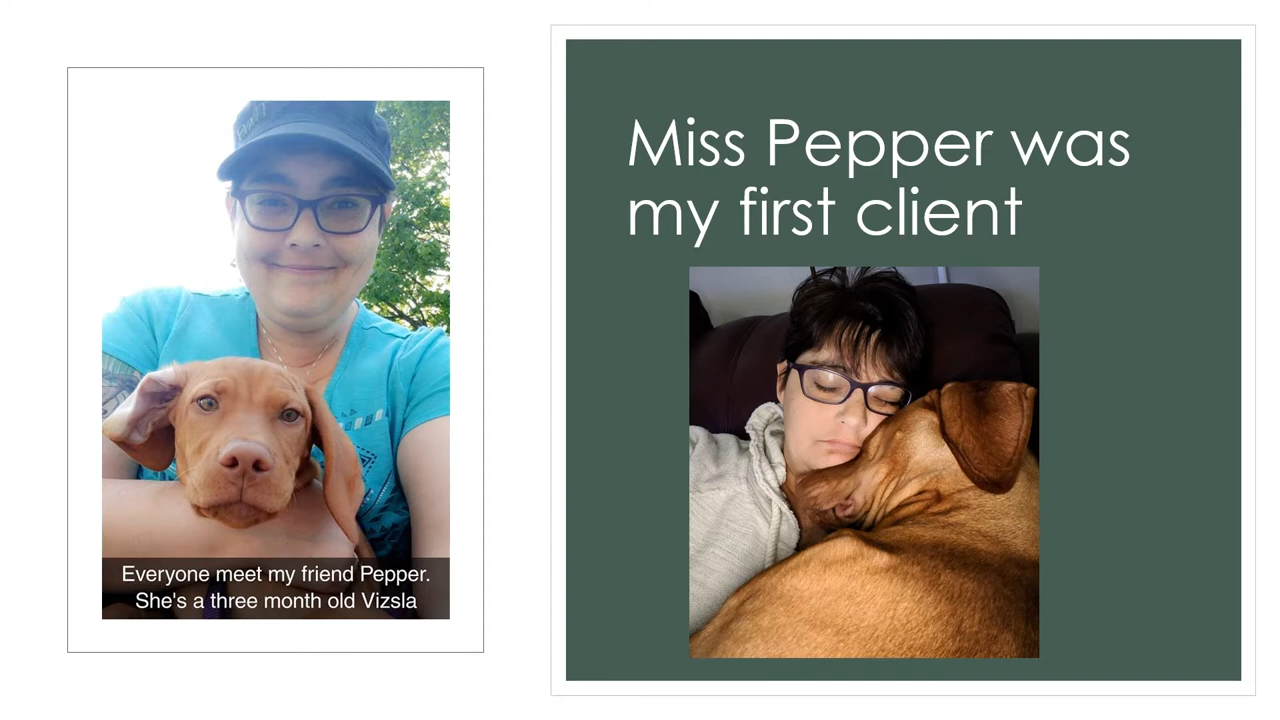 Everyone meet my friend Pepper.
She's a three month old Vizsla
Miss Pepper was
my first client